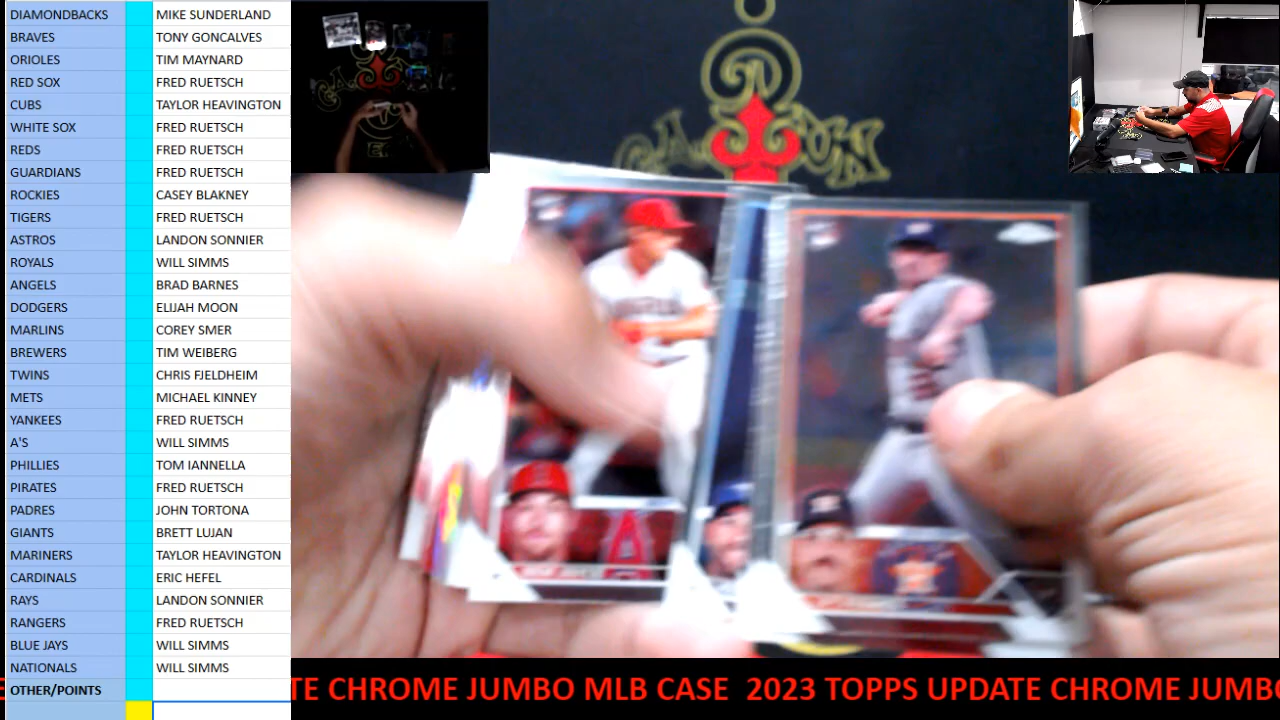 DIAMONDBACKS MIKE SUNDERLAND
BRAVES TONY GONCALVES
ORIOLES TIM MAYNARD
RED SOX FRED RUETSCH
CUBS TAYLOR HEAVINGTON
WHITE SOX FRED RUETSCH
REDS FRED RUETSCH
GUARDIANS FRED RUETSCH
ROCKIES CASEY BLAKNEY
TIGERS FRED RUETSCH
ASTROS LANDON SONNIER
ROYALS WILL SIMMS
ANGELS BRAD BARNES
DODGERS ELIJAH MOON
MARLINS COREY SMER
BREWERS TIM WEIBERG
TWINS CHRIS FJELDHEIM
METS MICHAEL KINNEY
YANKEES FRED RUETSCH
A'S WILL SIMMS
PHILLIES TOM IANNELLA
PIRATES FRED RUETSCH
PADRES JOHN TORTONA
GIANTS BRETT LUJAN
MARINERS TAYLOR HEAVINGTON
CARDINALS ERIC HEFEL
RAYS LANDON SONNIER
RANGERS FRED RUETSCH
BLUE JAYS WILL SIMMS
NATIONALS WILL SIMMS
OTHER/POINTS
TE CHROME JUMBO MLB CASE 2023 TOPPS UPDATE CHROME JUMB